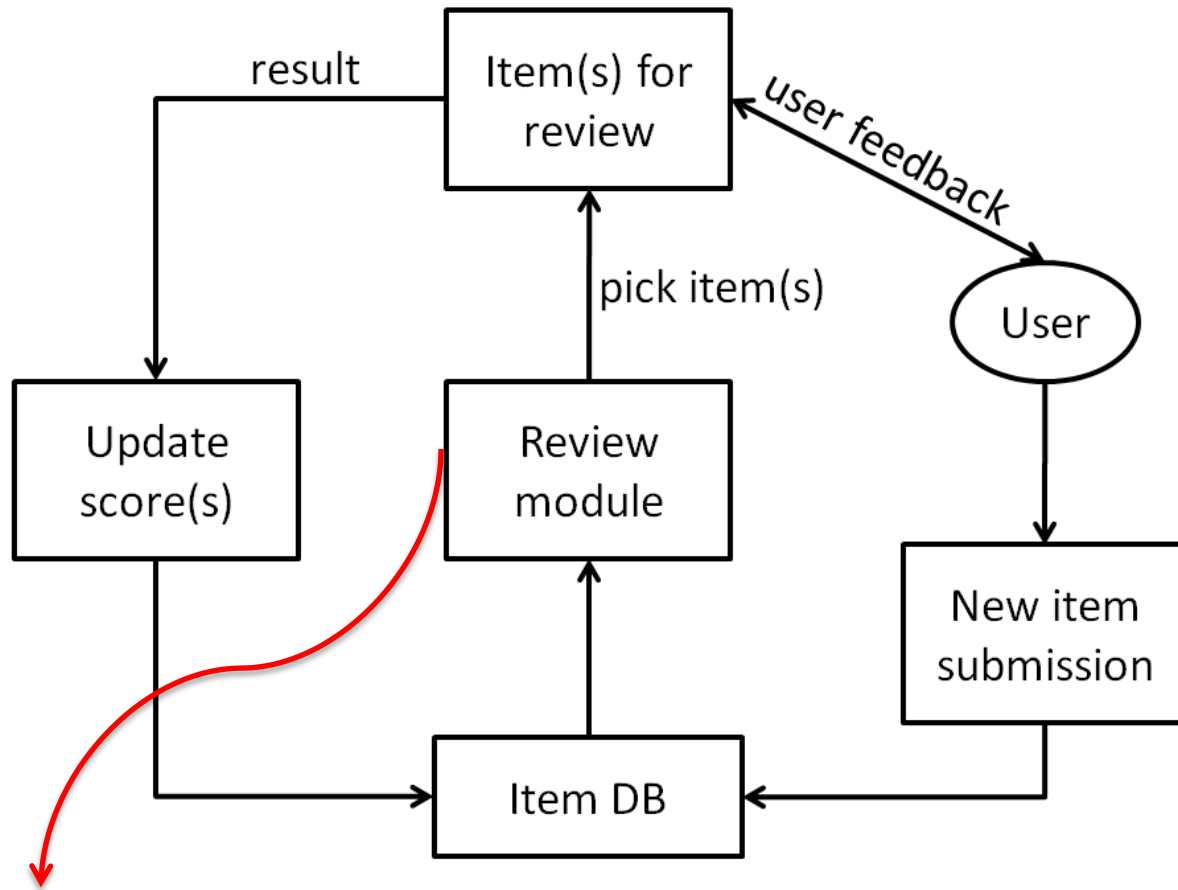 result
Item(s) for
review
user feedback
pick item(s)
User
Update
score(s)
Review
module
New item
submission
Item DB